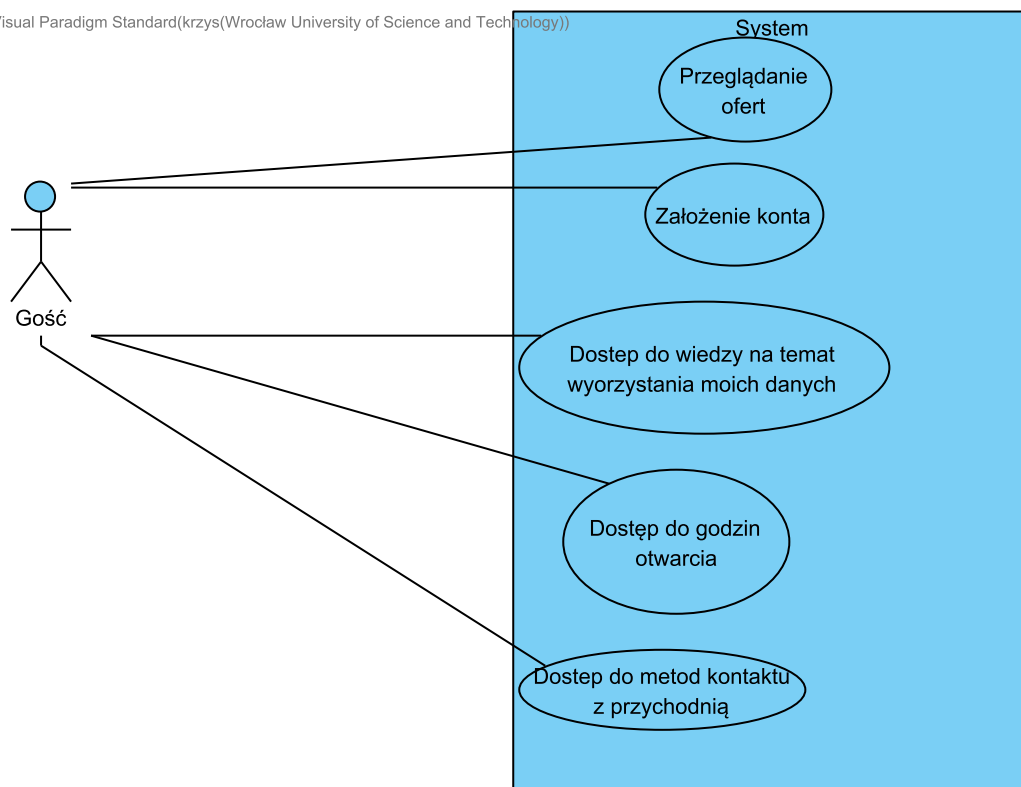 Visual Paradigm Standard(krzys(Wrocław University of Science and Technology))
System
Przeglądanie
ofert
Założenie konta
Gość
Dostep do wiedzy na temat
wyorzystania moich danych
Dostęp do godzin
otwarcia
Dostep do metod kontaktu
z przychodnią